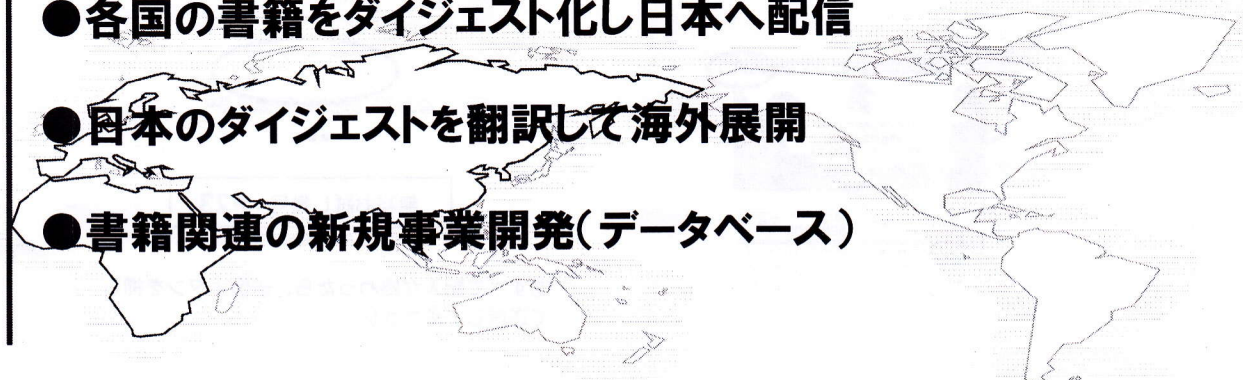 ●各国の書籍をダイジェスト化し日本へ配信
●日本のダイジェストを翻訳して海外展開
●書籍関連の新規事業開発(データベース)